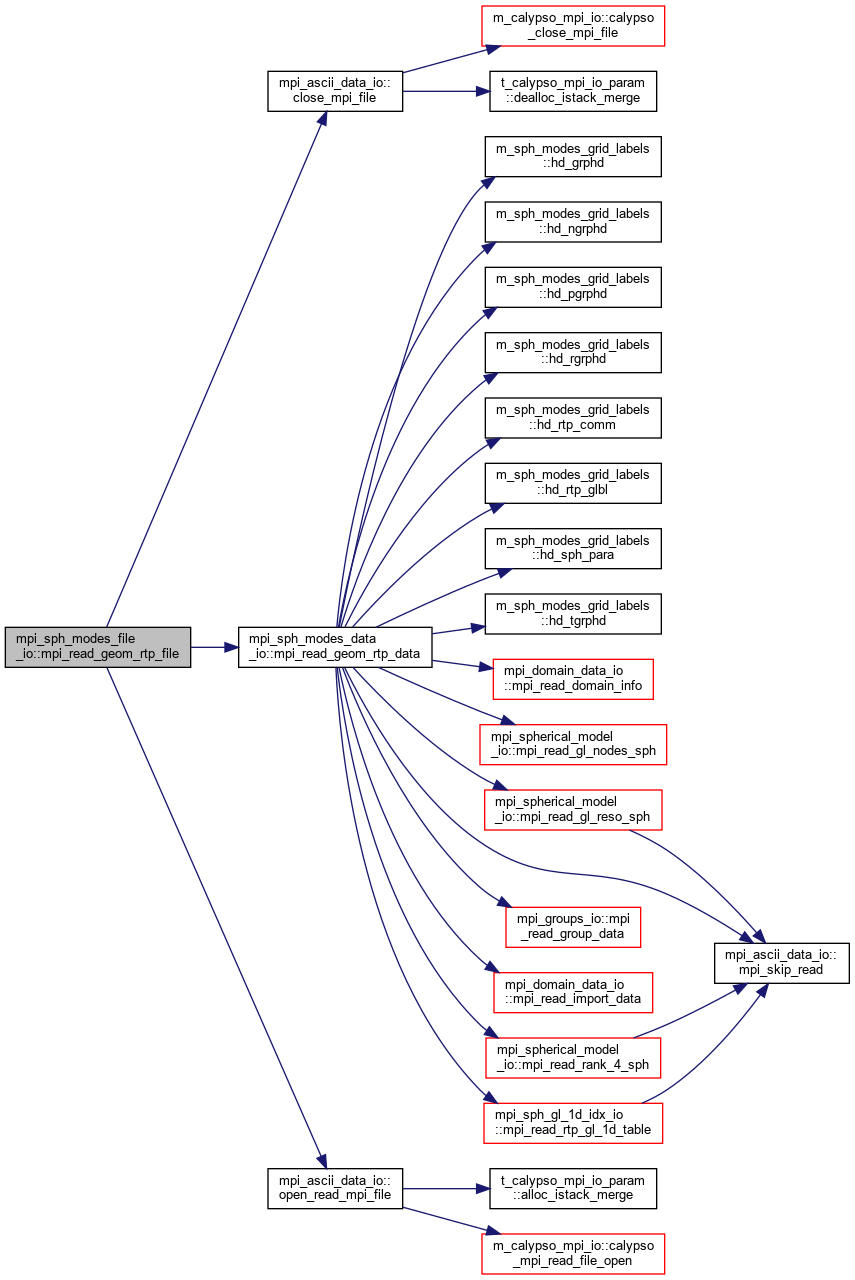 m_calypso_mpi_io::calypso
_close_mpi_file
mpi_ascii_data_io::
close_mpi_file
t_calypso_mpi_io_param
::dealloc_istack_merge
m_sph_modes_grid_labels
::hd_grphd
m_sph_modes_grid_labels
::hd_ngrphd
m_sph_modes_grid_labels
::hd_pgrphd
m_sph_modes_grid_labels
::hd_rgrphd
m_sph_modes_grid_labels
::hd_rtp_comm
m_sph_modes_grid_labels
::hd_rtp_glbl
m_sph_modes_grid_labels
::hd_sph_para
m_sph_modes_grid_labels
::hd_tgrphd
mpi_sph_modes_file
_io::mpi_read_geom_rtp_file
mpi_sph_modes_data
_io::mpi_read_geom_rtp_data
mpi_domain_data_io
::mpi_read_domain_info
mpi_spherical_model
_io::mpi_read_gl_nodes_sph
mpi_spherical_model
_io::mpi_read_gl_reso_sph
mpi_groups_io::mpi
_read_group_data
mpi_ascii_data_io::
mpi_skip_read
mpi_domain_data_io
::mpi_read_import_data
mpi_spherical_model
_io::mpi_read_rank_4_sph
mpi_sph_gl_1d_idx_io
::mpi_read_rtp_gl_1d_table
mpi_ascii_data_io::
open_read_mpi_file
t_calypso_mpi_io_param
::alloc_istack_merge
m_calypso_mpi_io::calypso
_mpi_read_file_open